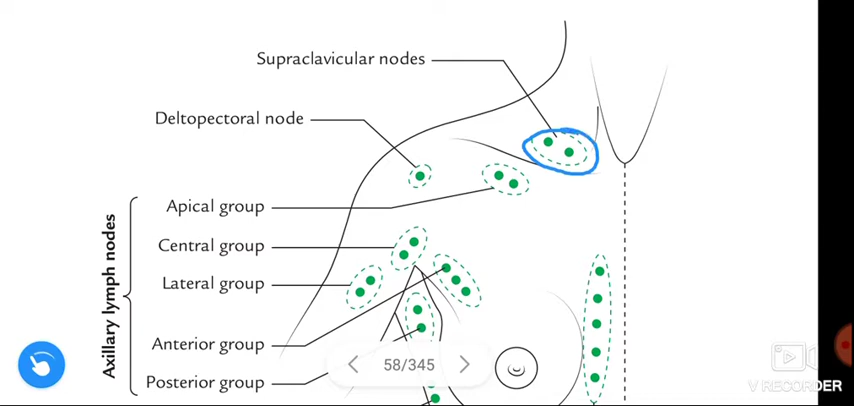 Supraclavicular nodes
Deltopectoral node
Axillary lymph nodes
Apical group
Central group
Lateral group
Anterior group
Posterior group
58/345
V RECORDER